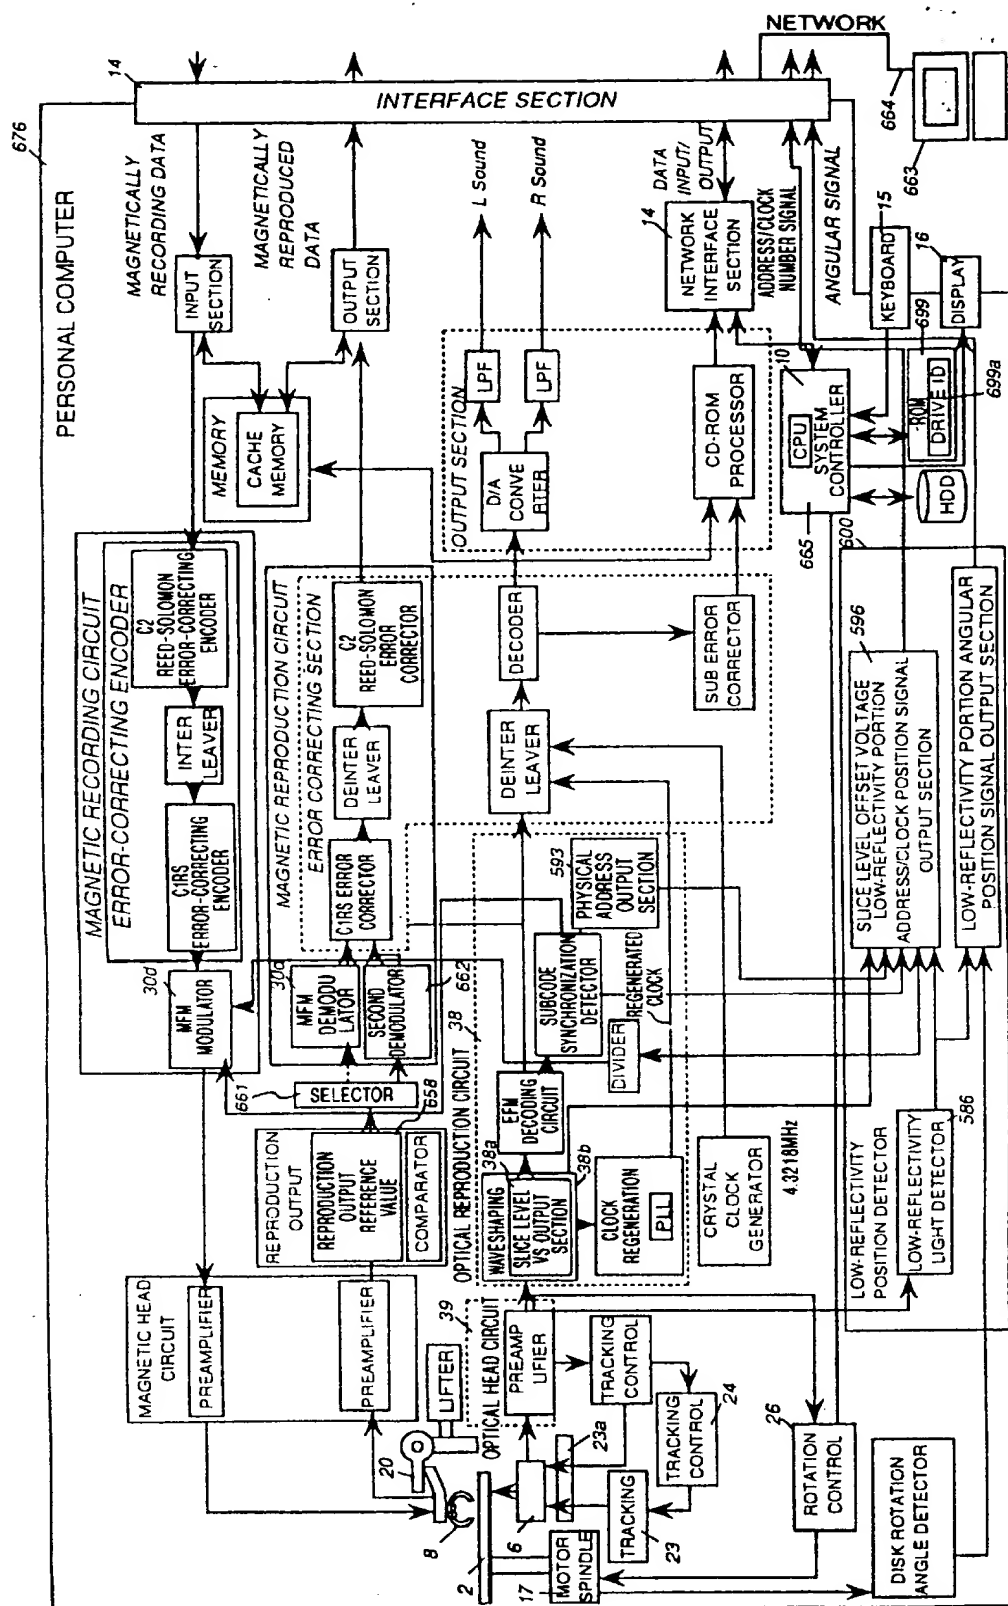 PERSONAL COMPUTER
676
MAGNETIC RECORDING CIRCUIT
ERROR-CORRECTING ENCODER
C2
REED-SOLOMON
ERROR-CORRECTING
ENCODER
INTER
LEAVER
C1RS
ERROR-CORRECTING
ENCODER
30d
MFM
MODULATOR
MAGNETICALLY
RECORDING DATA
INPUT
SECTION
14
INTERFACE SECTION
MEMORY
CACHE
MEMORY
MAGNETICALLY
REPRODUCED
DATA
OUTPUT
SECTION
MAGNETIC HEAD
CIRCUIT
PREAMPLIFIER
PREAMPLIFIER
REPRODUCTION
OUTPUT
REPRODUCTION
OUTPUT
REFERENCE
VALUE
COMPARATOR
658
661
SELECTOR
MAGNETIC REPRODUCTION CIRCUIT
ERROR CORRECTING SECTION
MFM
DEMODU
LATOR
SECOND
DEMODULATOR
662
C1RS ERROR
CORRECTOR
DEINTER
LEAVER
C2
REED-SOLOMON
ERROR
CORRECTOR
OUTPUT SECTION
D/A
CONVE
RTER
LPF
LPF
L Sound
R Sound
LIFTER
20
8
2
6
17
MOTOR
SPINDLE
OPTICAL HEAD CIRCUIT
39
PREAMP
LIFIER
23a
TRACKING
CONTROL
TRACKING
CONTROL
24
TRACKING
23
OPTICAL REPRODUCTION CIRCUIT
38
WAVESHAPING
SLICE LEVEL
VS OUTPUT
SECTION
38a
38b
EFM
DECODING
CIRCUIT
CLOCK
REGENERATION
PLL
SUBCODE
SYNCHRONIZATION
DETECTOR
DIVIDER
REGENERATED
CLOCK
PHYSICAL
ADDRESS
OUTPUT
SECTION
593
CRYSTAL
CLOCK
GENERATOR
4.3218MHz
DEINTER
LEAVER
DECODER
SUB ERROR
CORRECTOR
CD-ROM
PROCESSOR
NETWORK
INTERFACE
SECTION
14
DATA
INPUT/
OUTPUT
ADDRESS/CLOCK
NUMBER SIGNAL
ANGULAR SIGNAL
NETWORK
664
663
10
CPU
SYSTEM
CONTROLLER
665
HDD
ROM
DRIVE ID
699
699a
KEYBOARD
15
DISPLAY
16
26
ROTATION
CONTROL
DISK ROTATION
ANGLE DETECTOR
LOW-REFLECTIVITY
POSITION DETECTOR
LOW-REFLECTIVITY
LIGHT DETECTOR
586
600
SLICE LEVEL OFFSET VOLTAGE
LOW-REFLECTIVITY PORTION
ADDRESS/CLOCK POSITION SIGNAL
OUTPUT SECTION
596
LOW-REFLECTIVITY PORTION ANGULAR
POSITION SIGNAL OUTPUT SECTION